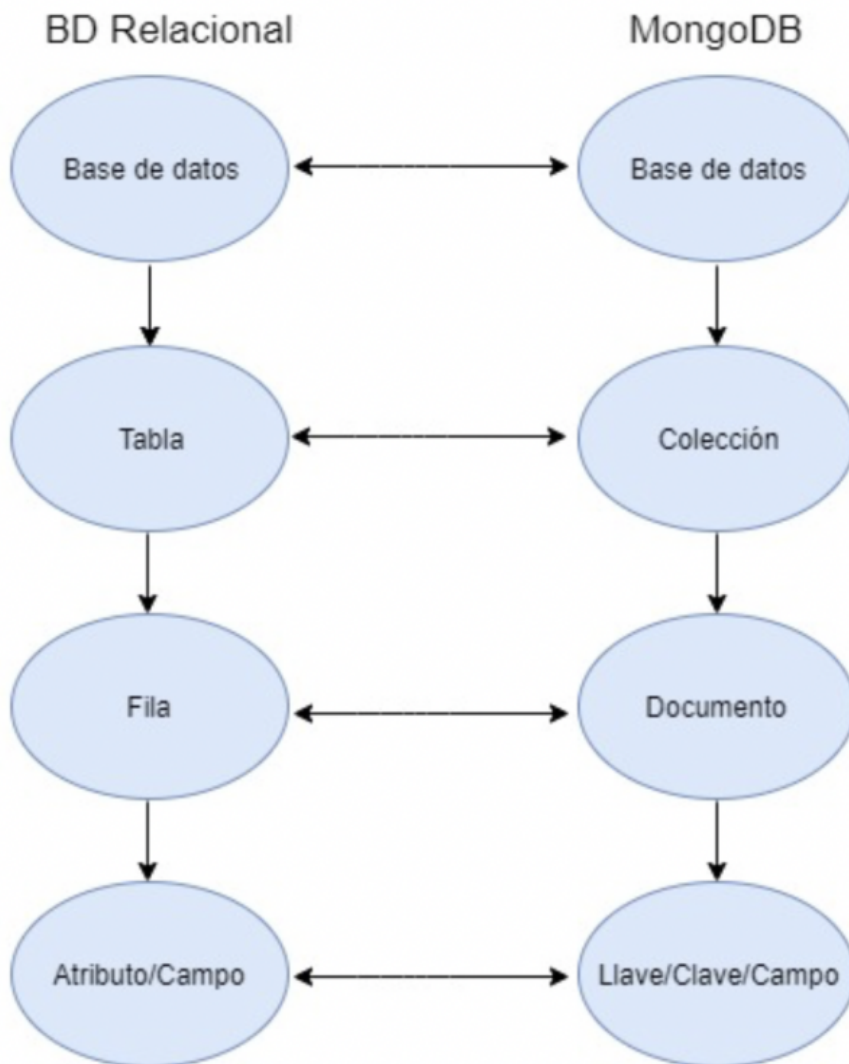 BD Relacional
MongoDB
Base de datos
Base de datos
Tabla
Colección
Fila
Documento
Atributo/Campo
Llave/Clave/Campo